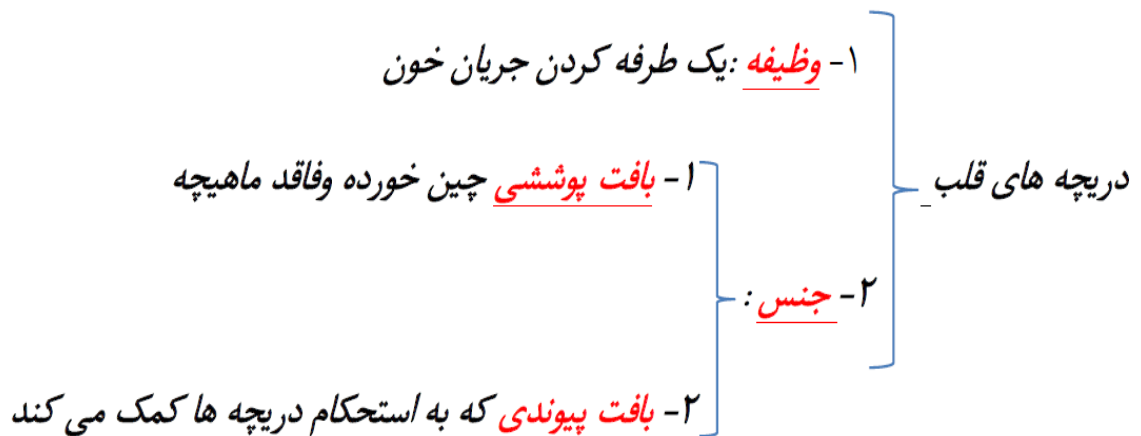 ۱- وظیفه :یک طرفه کردن جریان خون
۱- بافت پوششی چین خورده وفاقد ماهیچه
دریچه های قلب
۲- جنس :
۲- بافت پیوندی که به استحکام دریچه ها کمک می کند